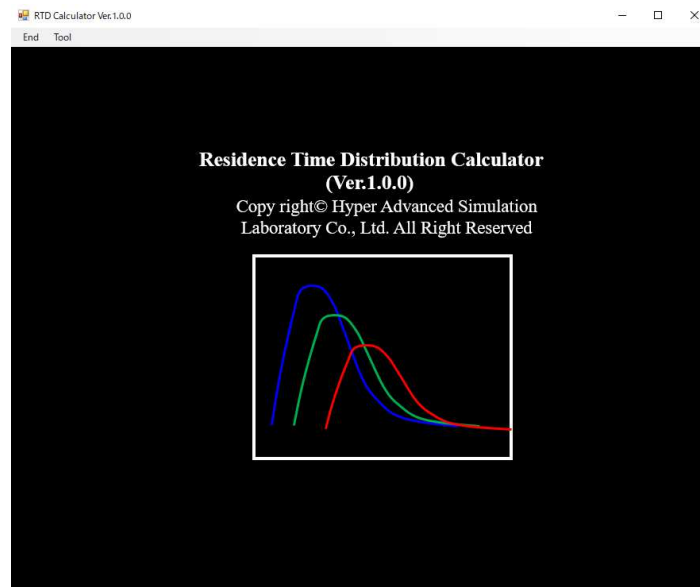 RTD Calculator Ver.1.0.0
End Tool
Residence Time Distribution Calculator
(Ver.1.0.0)
Copy right© Hyper Advanced Simulation
Laboratory Co., Ltd. All Right Reserved